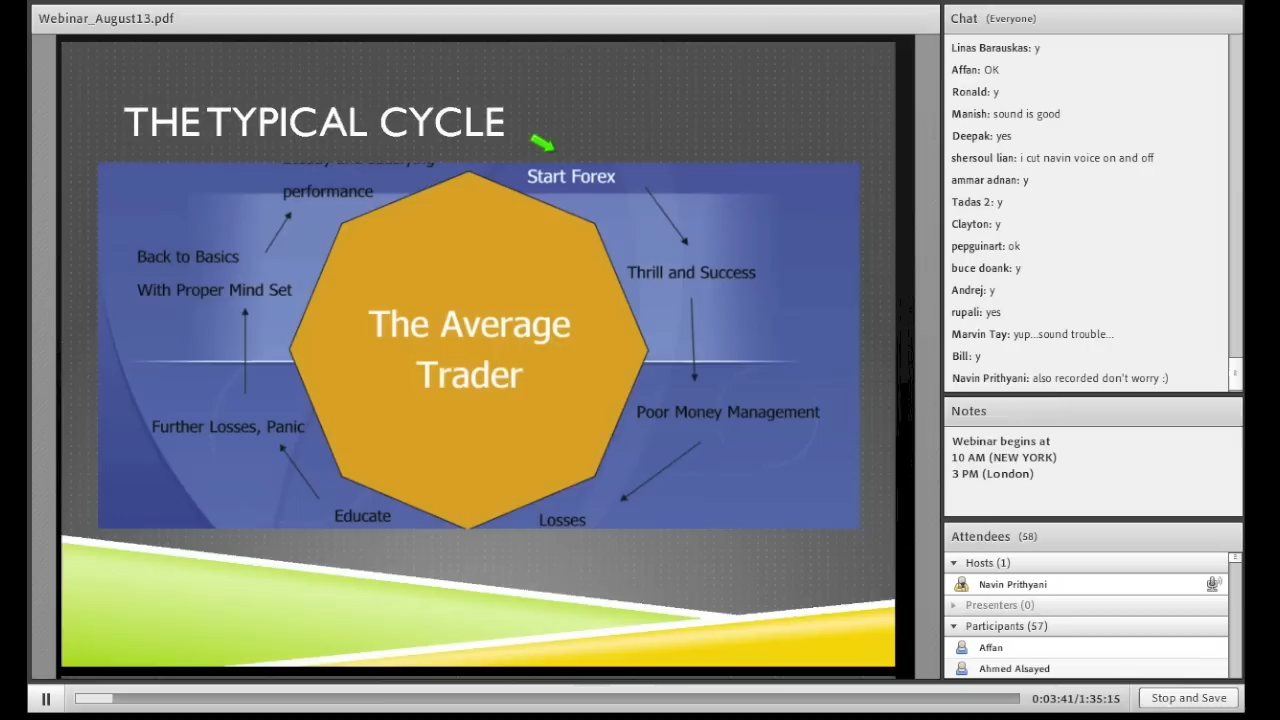 Webinar_August13.pdf
THE TYPICAL CYCLE
Start Forex
performance
Back to Basics
With Proper Mind Set
Thrill and Success
The Average
Trader
Poor Money Management
Further Losses, Panic
Educate
Losses
Chat (Everyone)
Linas Barauskas: y
Affan: OK
Ronald: y
Manish: sound is good
Deepak: yes
shersoul lian: i cut navin voice on and off
ammar adnan: y
Tadas 2: y
Clayton: y
pepguinart: ok
buce doank: y
Andrej: y
rupali: yes
Marvin Tay: yup...sound trouble...
Bill: y
Navin Prithyani: also recorded don't worry :)
Notes
Webinar begins at
10 AM (NEW YORK)
3 PM (London)
Attendees (58)
Hosts (1)
Navin Prithyani
Presenters (0)
Participants (57)
Affan
Ahmed Alsayed
0:03:41/1:35:15
Stop and Save